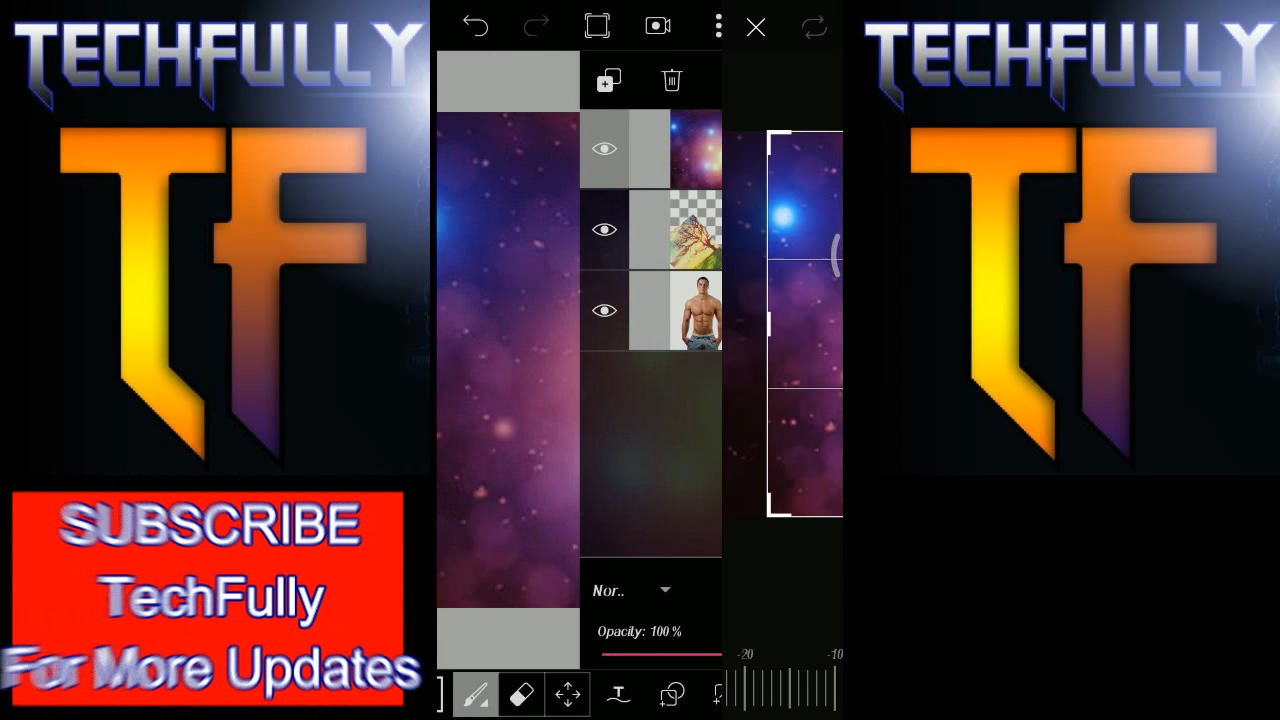 TECHFULLY
TF
SUBSCRIBE
TechFully
For More Updates
Nor..
Opacity: 100 %
-20
-10
TECHFULLY
TF